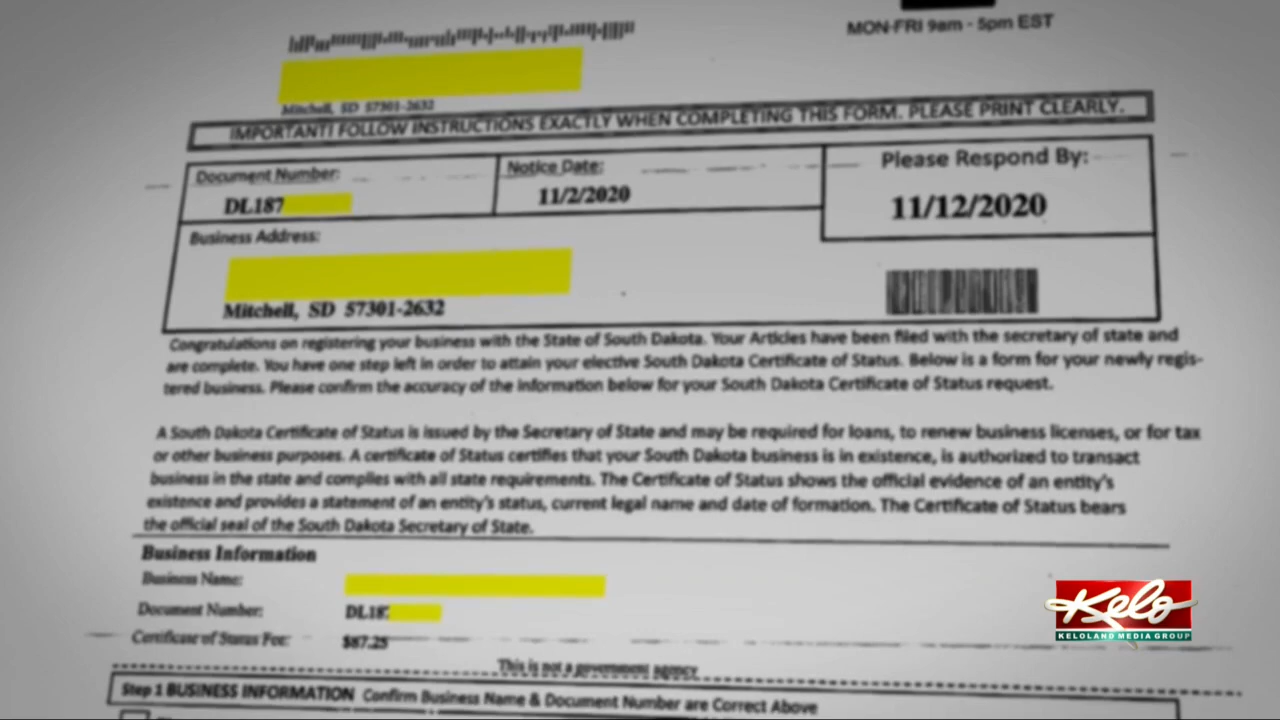 MON-FRI 9am - 5pm EST
Mitchell, SD 57301-2632
IMPORTANT! FOLLOW INSTRUCTIONS EXACTLY WHEN COMPLETING THIS FORM. PLEASE PRINT CLEARLY.
Document Number:
DL187
Notice Date:
11/2/2020
Please Respond By:
11/12/2020
Business Address:
Mitchell, SD 57301-2632
Congratulations on registering your business with the State of South Dakota. Your Articles have been filed with the secretary of state and
are complete. You have one step left in order to attain your elective South Dakota Certificate of Status. Below is a form for your newly regis-
tered business. Please confirm the accuracy of the information below for your South Dakota Certificate of Status request.
A South Dakota Certificate of Status is issued by the Secretary of State and may be required for loans, to renew business licenses, or for tax
or other business purposes. A certificate of Status certifies that your South Dakota business is in existence, is authorized to transact
business in the state and complies with all state requirements. The Certificate of Status shows the official evidence of an entity's
existence and provides a statement of an entity's status, current legal name and date of formation. The Certificate of Status bears
the official seal of the South Dakota Secretary of State.
Business Information
Business Name:
Document Number:
DL187
Certificate of Status Fee:
$87.25
This is not a government agency
Step 1 BUSINESS INFORMATION Confirm Business Name & Document Number are Correct Above
Kelo
KELOLAND MEDIA GROUP